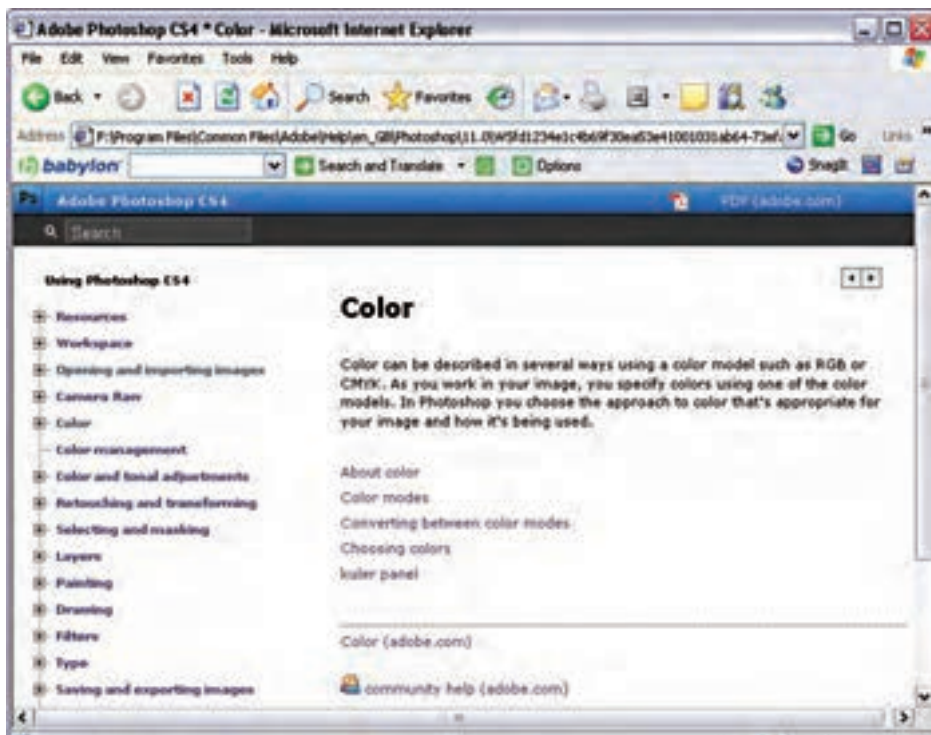 Adobe Photoshop CS4 * Color - Microsoft Internet Explorer
File Edit View Favorites Tools Help
Back Search Favorites
Address Go Links
babylon Search and Translate Options SnagIt
Ps Adobe Photoshop CS4 PDF (adobe.com)
Search
Using Photoshop CS4
Resources
Workspace
Opening and importing images
Camera Raw
Color
Color management
Color and tonal adjustments
Retouching and transforming
Selecting and masking
Layers
Painting
Drawing
Filters
Type
Saving and exporting images
Color
Color can be described in several ways using a color model such as RGB or
CMYK. As you work in your image, you specify colors using one of the color
models. In Photoshop you choose the approach to color that's appropriate for
your image and how it's being used.
About color
Color modes
Converting between color modes
Choosing colors
kuler panel
Color (adobe.com)
community help (adobe.com)